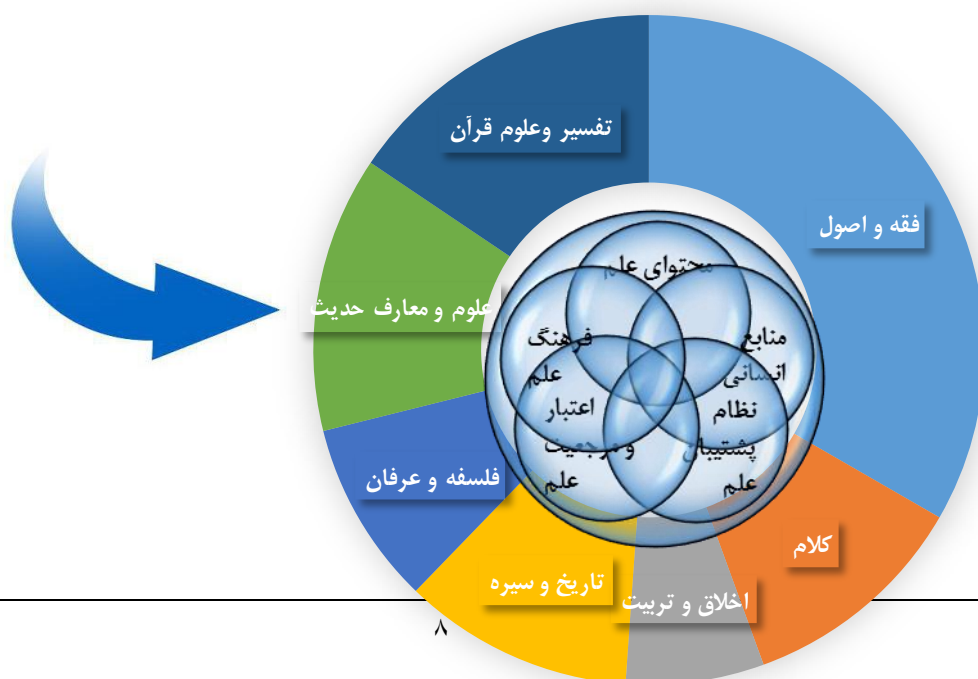 تفسیر وعلوم قرآن
فقه و اصول
علوم و معارف حدیث
محتوای علم
فرهنگ
علم
منابع
انسانی
اعتبار
و مرجعیت
علم
نظام
پشتیبان
علم
فلسفه و عرفان
کلام
تاریخ و سیره
اخلاق و تربیت
۸